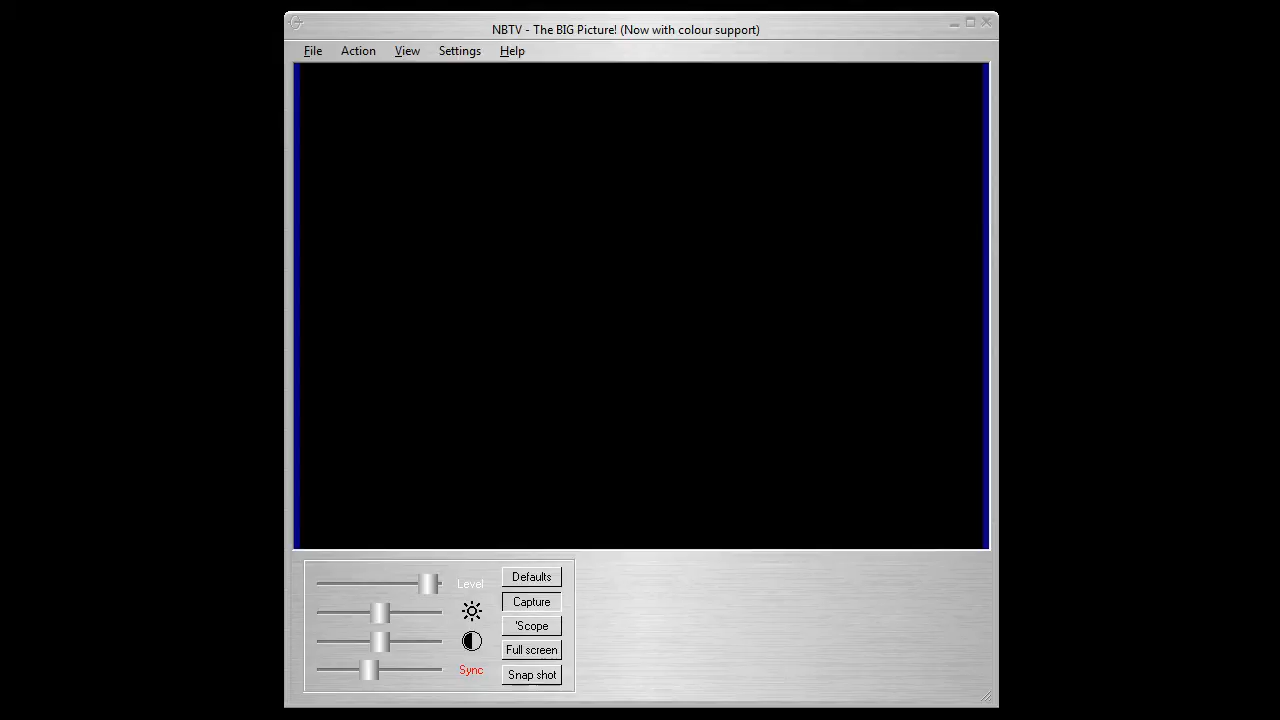 NBTV - The BIG Picture! (Now with colour support)
File Action View Settings Help
Level
Defaults
Capture
'Scope
Full screen
Sync
Snap shot